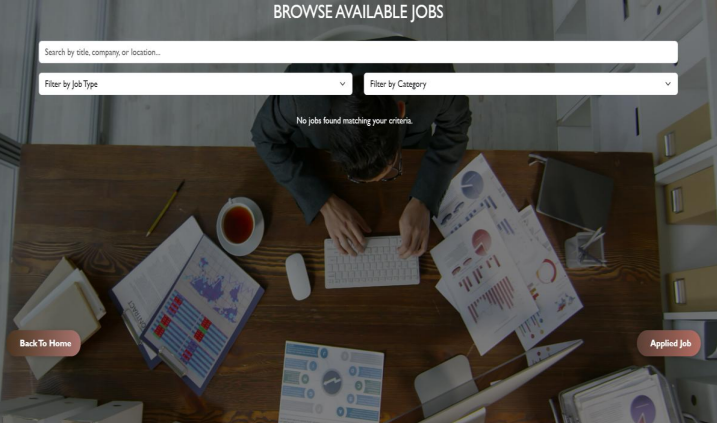 BROWSE AVAILABLE JOBS
Search by title, company, or location...
Filter by Job Type
Filter by Category
No jobs found matching your criteria.
Back To Home
Applied Job